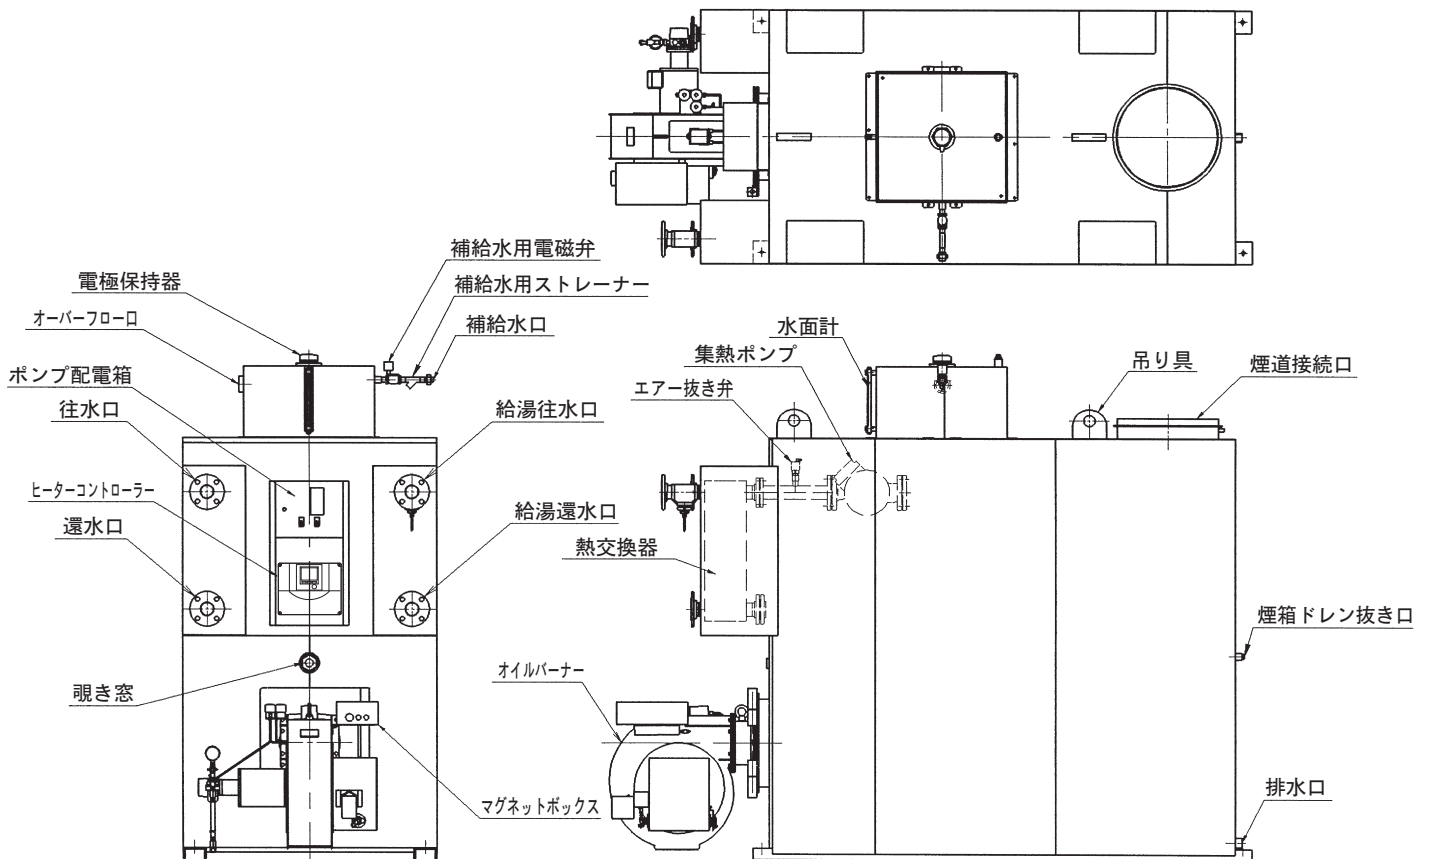 補給水用電磁弁
電極保持器
補給水用ストレーナー
オーバーフロー口
補給水口
水面計
集熱ポンプ
吊り具
煙道接続口
ポンプ配電箱
エアー抜き弁
往水口
給湯往水口
ヒーターコントローラー
給湯還水口
還水口
熱交換器
煙箱ドレン抜き口
オイルバーナー
覗き窓
排水口
マグネットボックス